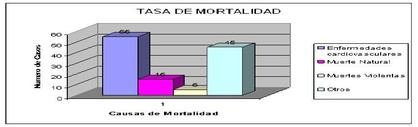 TASA DE MORTALIDAD
Numero de Casos
60
50
40
30
20
10
0
55
15
5
45
1
Causas de Mortalidad
Enfermedades cardiovasculares
Muerte Natural
Muertes Violentas
Otros